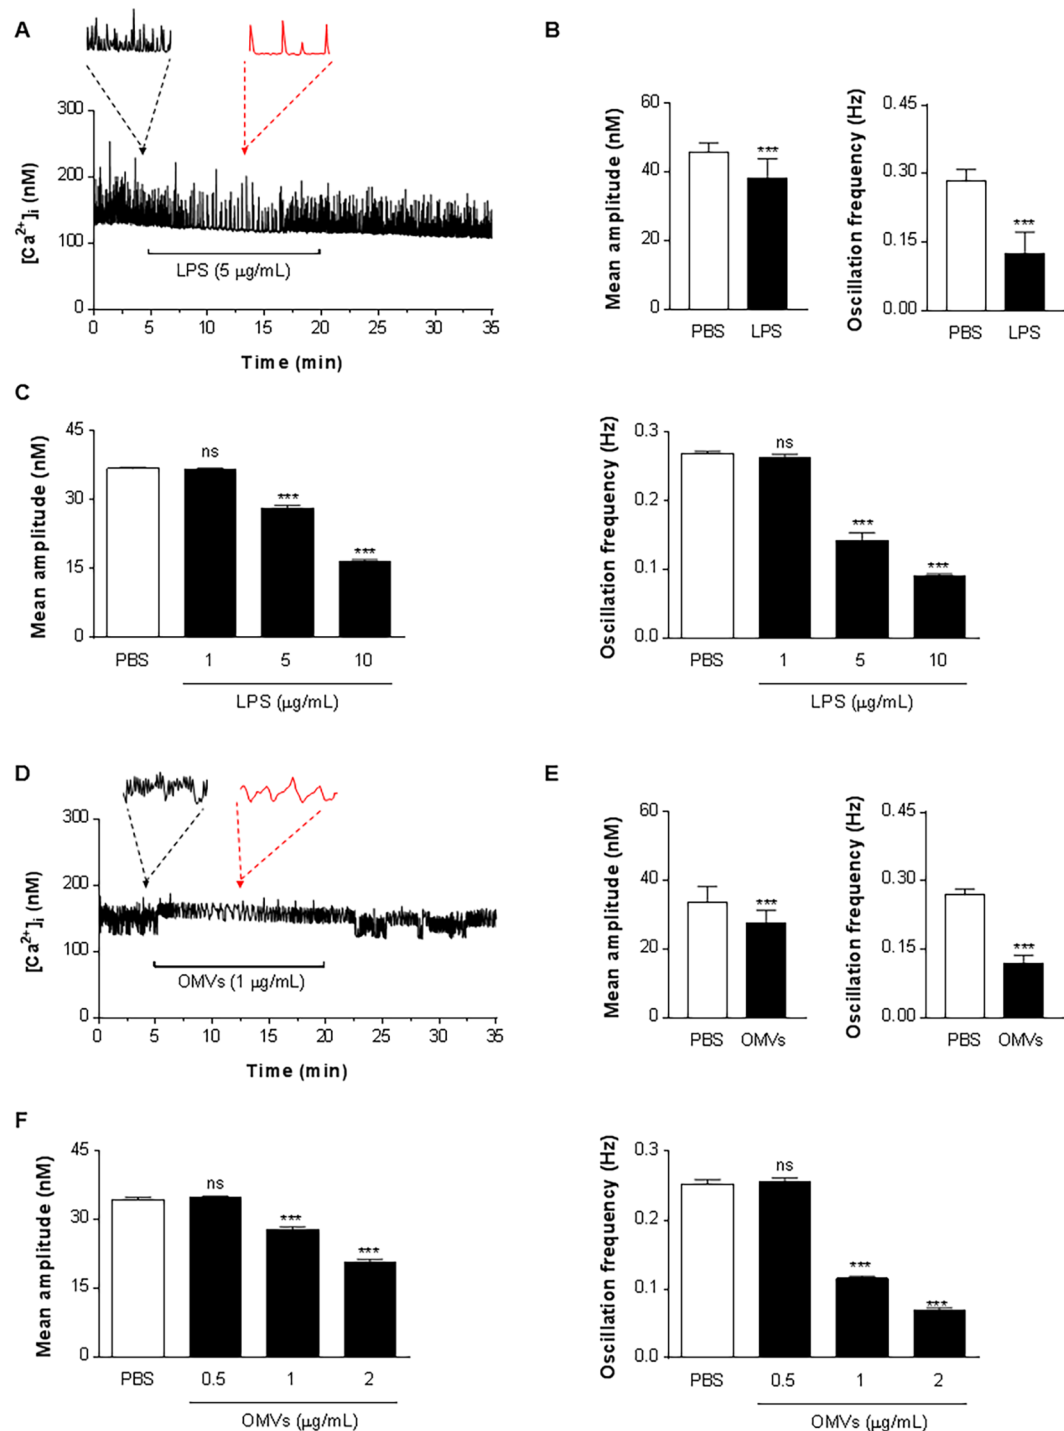 A
B
300
200
100
0
[Ca²⁺]ᵢ (nM)
LPS (5 μg/mL)
0 5 10 15 20 25 30 35
Time (min)
60
40
20
0
Mean amplitude (nM)
***
PBS LPS
0.45
0.30
0.15
0.00
Oscillation frequency (Hz)
***
PBS LPS
C
45
30
15
0
Mean amplitude (nM)
ns
***
***
PBS 1 5 10
LPS (μg/mL)
0.3
0.2
0.1
0.0
Oscillation frequency (Hz)
ns
***
***
PBS 1 5 10
LPS (μg/mL)
D
E
300
200
100
0
[Ca²⁺]ᵢ (nM)
OMVs (1 μg/mL)
0 5 10 15 20 25 30 35
Time (min)
60
40
20
0
Mean amplitude (nM)
***
PBS OMVs
0.45
0.30
0.15
0.00
Oscillation frequency (Hz)
***
PBS OMVs
F
45
30
15
0
Mean amplitude (nM)
ns
***
***
PBS 0.5 1 2
OMVs (μg/mL)
0.3
0.2
0.1
0.0
Oscillation frequency (Hz)
ns
***
***
PBS 0.5 1 2
OMVs (μg/mL)